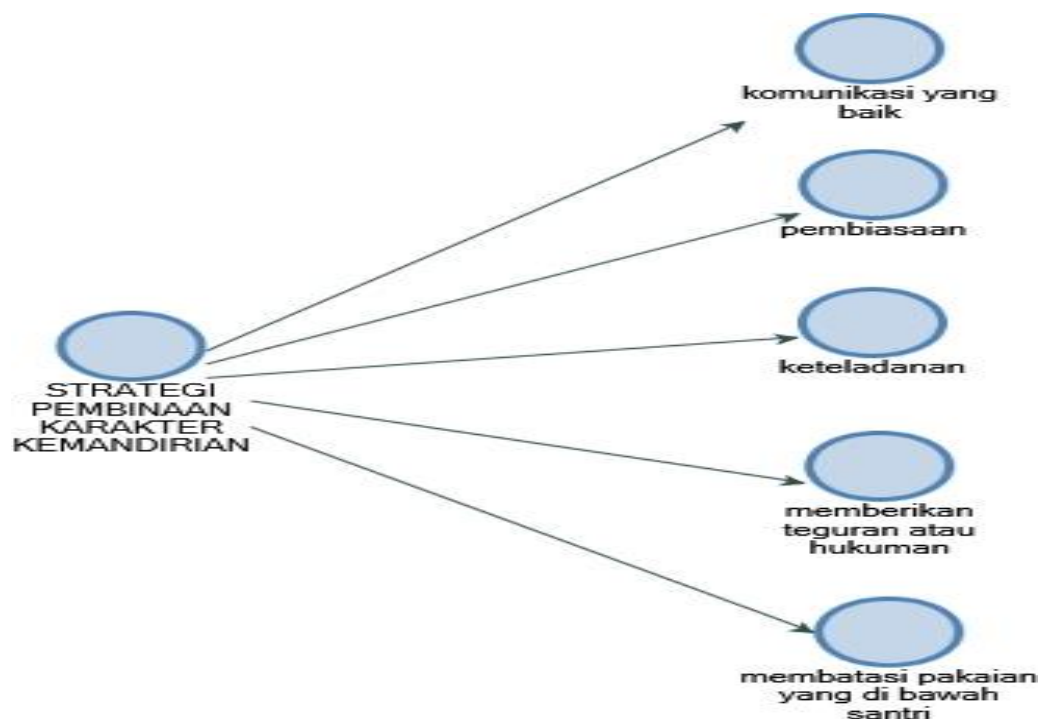 komunikasi yang
baik
pembiasaan
keteladanan
STRATEGI
PEMBINAAN
KARAKTER
KEMANDIRIAN
memberikan
teguran atau
hukuman
membatasi pakaian
yang di bawah
santri